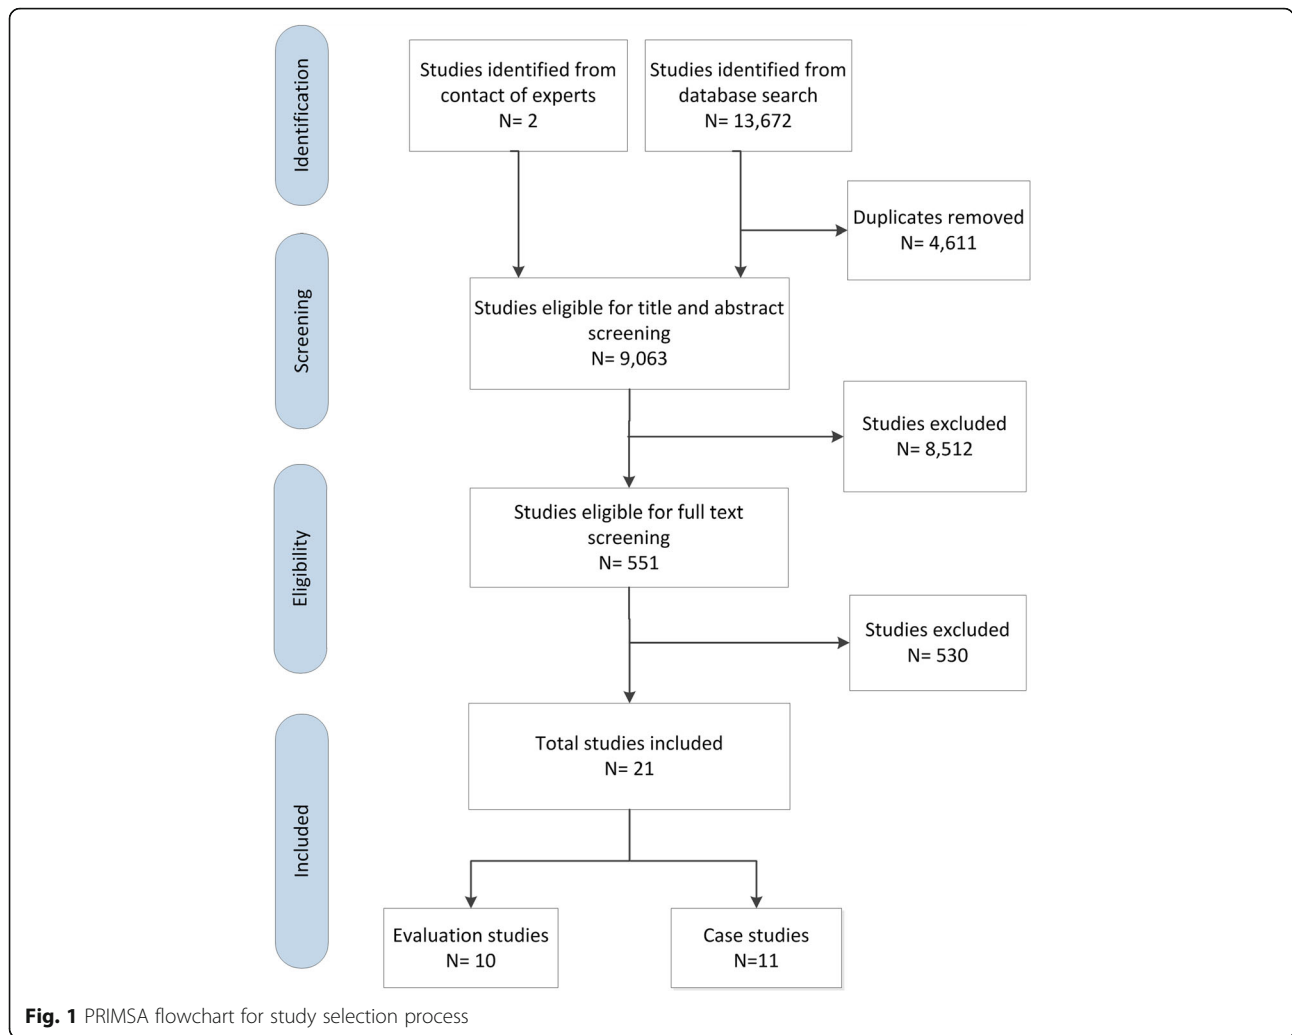 Identification
Studies identified from
contact of experts
N= 2
Studies identified from
database search
N= 13,672
Duplicates removed
N= 4,611
Screening
Studies eligible for title and abstract
screening
N= 9,063
Studies excluded
N= 8,512
Eligibility
Studies eligible for full text
screening
N= 551
Studies excluded
N= 530
Included
Total studies included
N= 21
Evaluation studies
N= 10
Case studies
N=11
Fig. 1 PRIMSA flowchart for study selection process